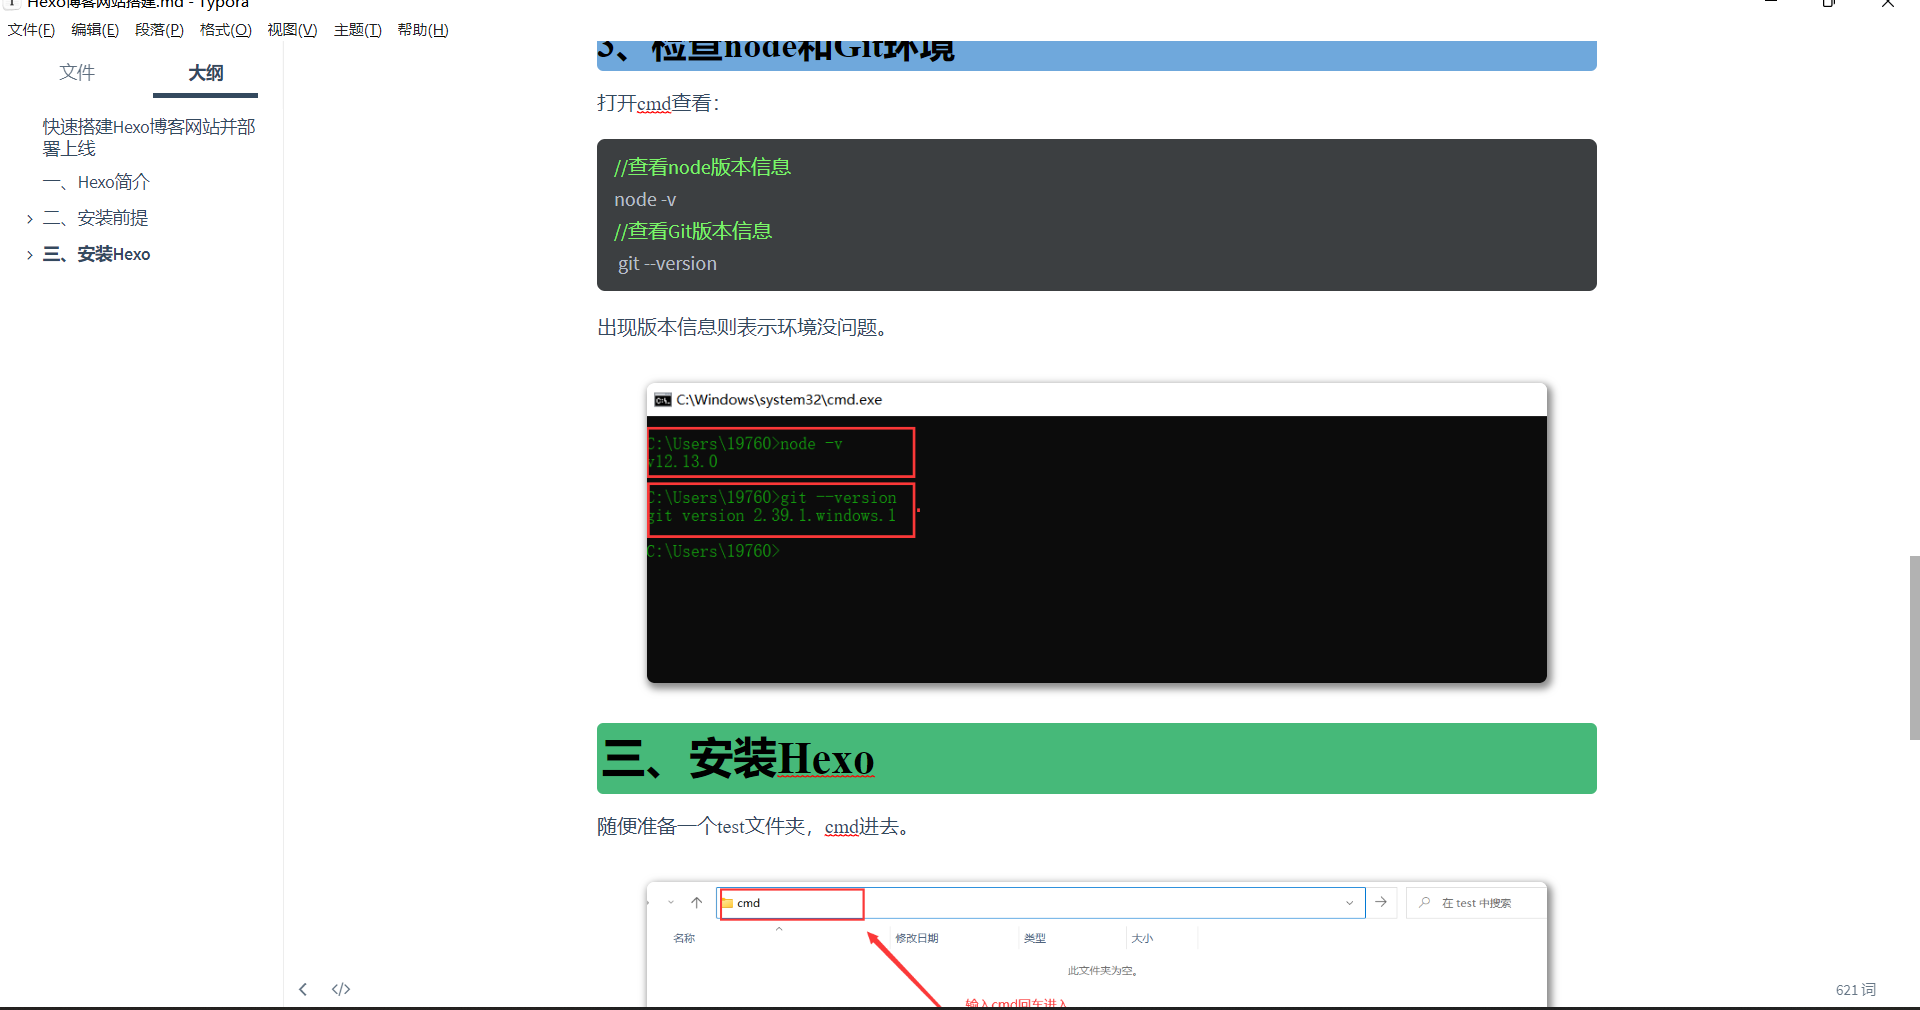 Hexo博客网站搭建.md - Typora
文件(F) 编辑(E) 段落(P) 格式(O) 视图(V) 主题(T) 帮助(H)
文件 大纲
快速搭建Hexo博客网站并部
署上线
一、Hexo简介
二、安装前提
三、安装Hexo
3、检查node和Git环境
打开cmd查看：
//查看node版本信息
node -v
//查看Git版本信息
git --version
出现版本信息则表示环境没问题。
C:\Windows\system32\cmd.exe
C:\Users\19760>node -v
v12.13.0
C:\Users\19760>git --version
git version 2.39.1.windows.1
C:\Users\19760>
三、安装Hexo
随便准备一个test文件夹，cmd进去。
cmd
在 test 中搜索
名称 修改日期 类型 大小
此文件夹为空。
输入cmd回车进入
</> 621 词